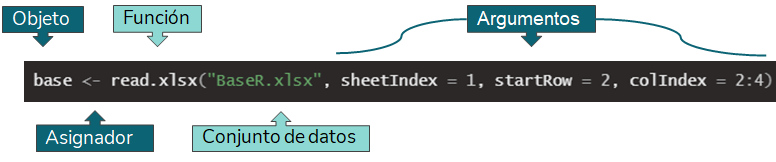 Objeto Función Argumentos
base <- read.xlsx("BaseR.xlsx", sheetIndex = 1, startRow = 2, colIndex = 2:4)
Asignador Conjunto de datos